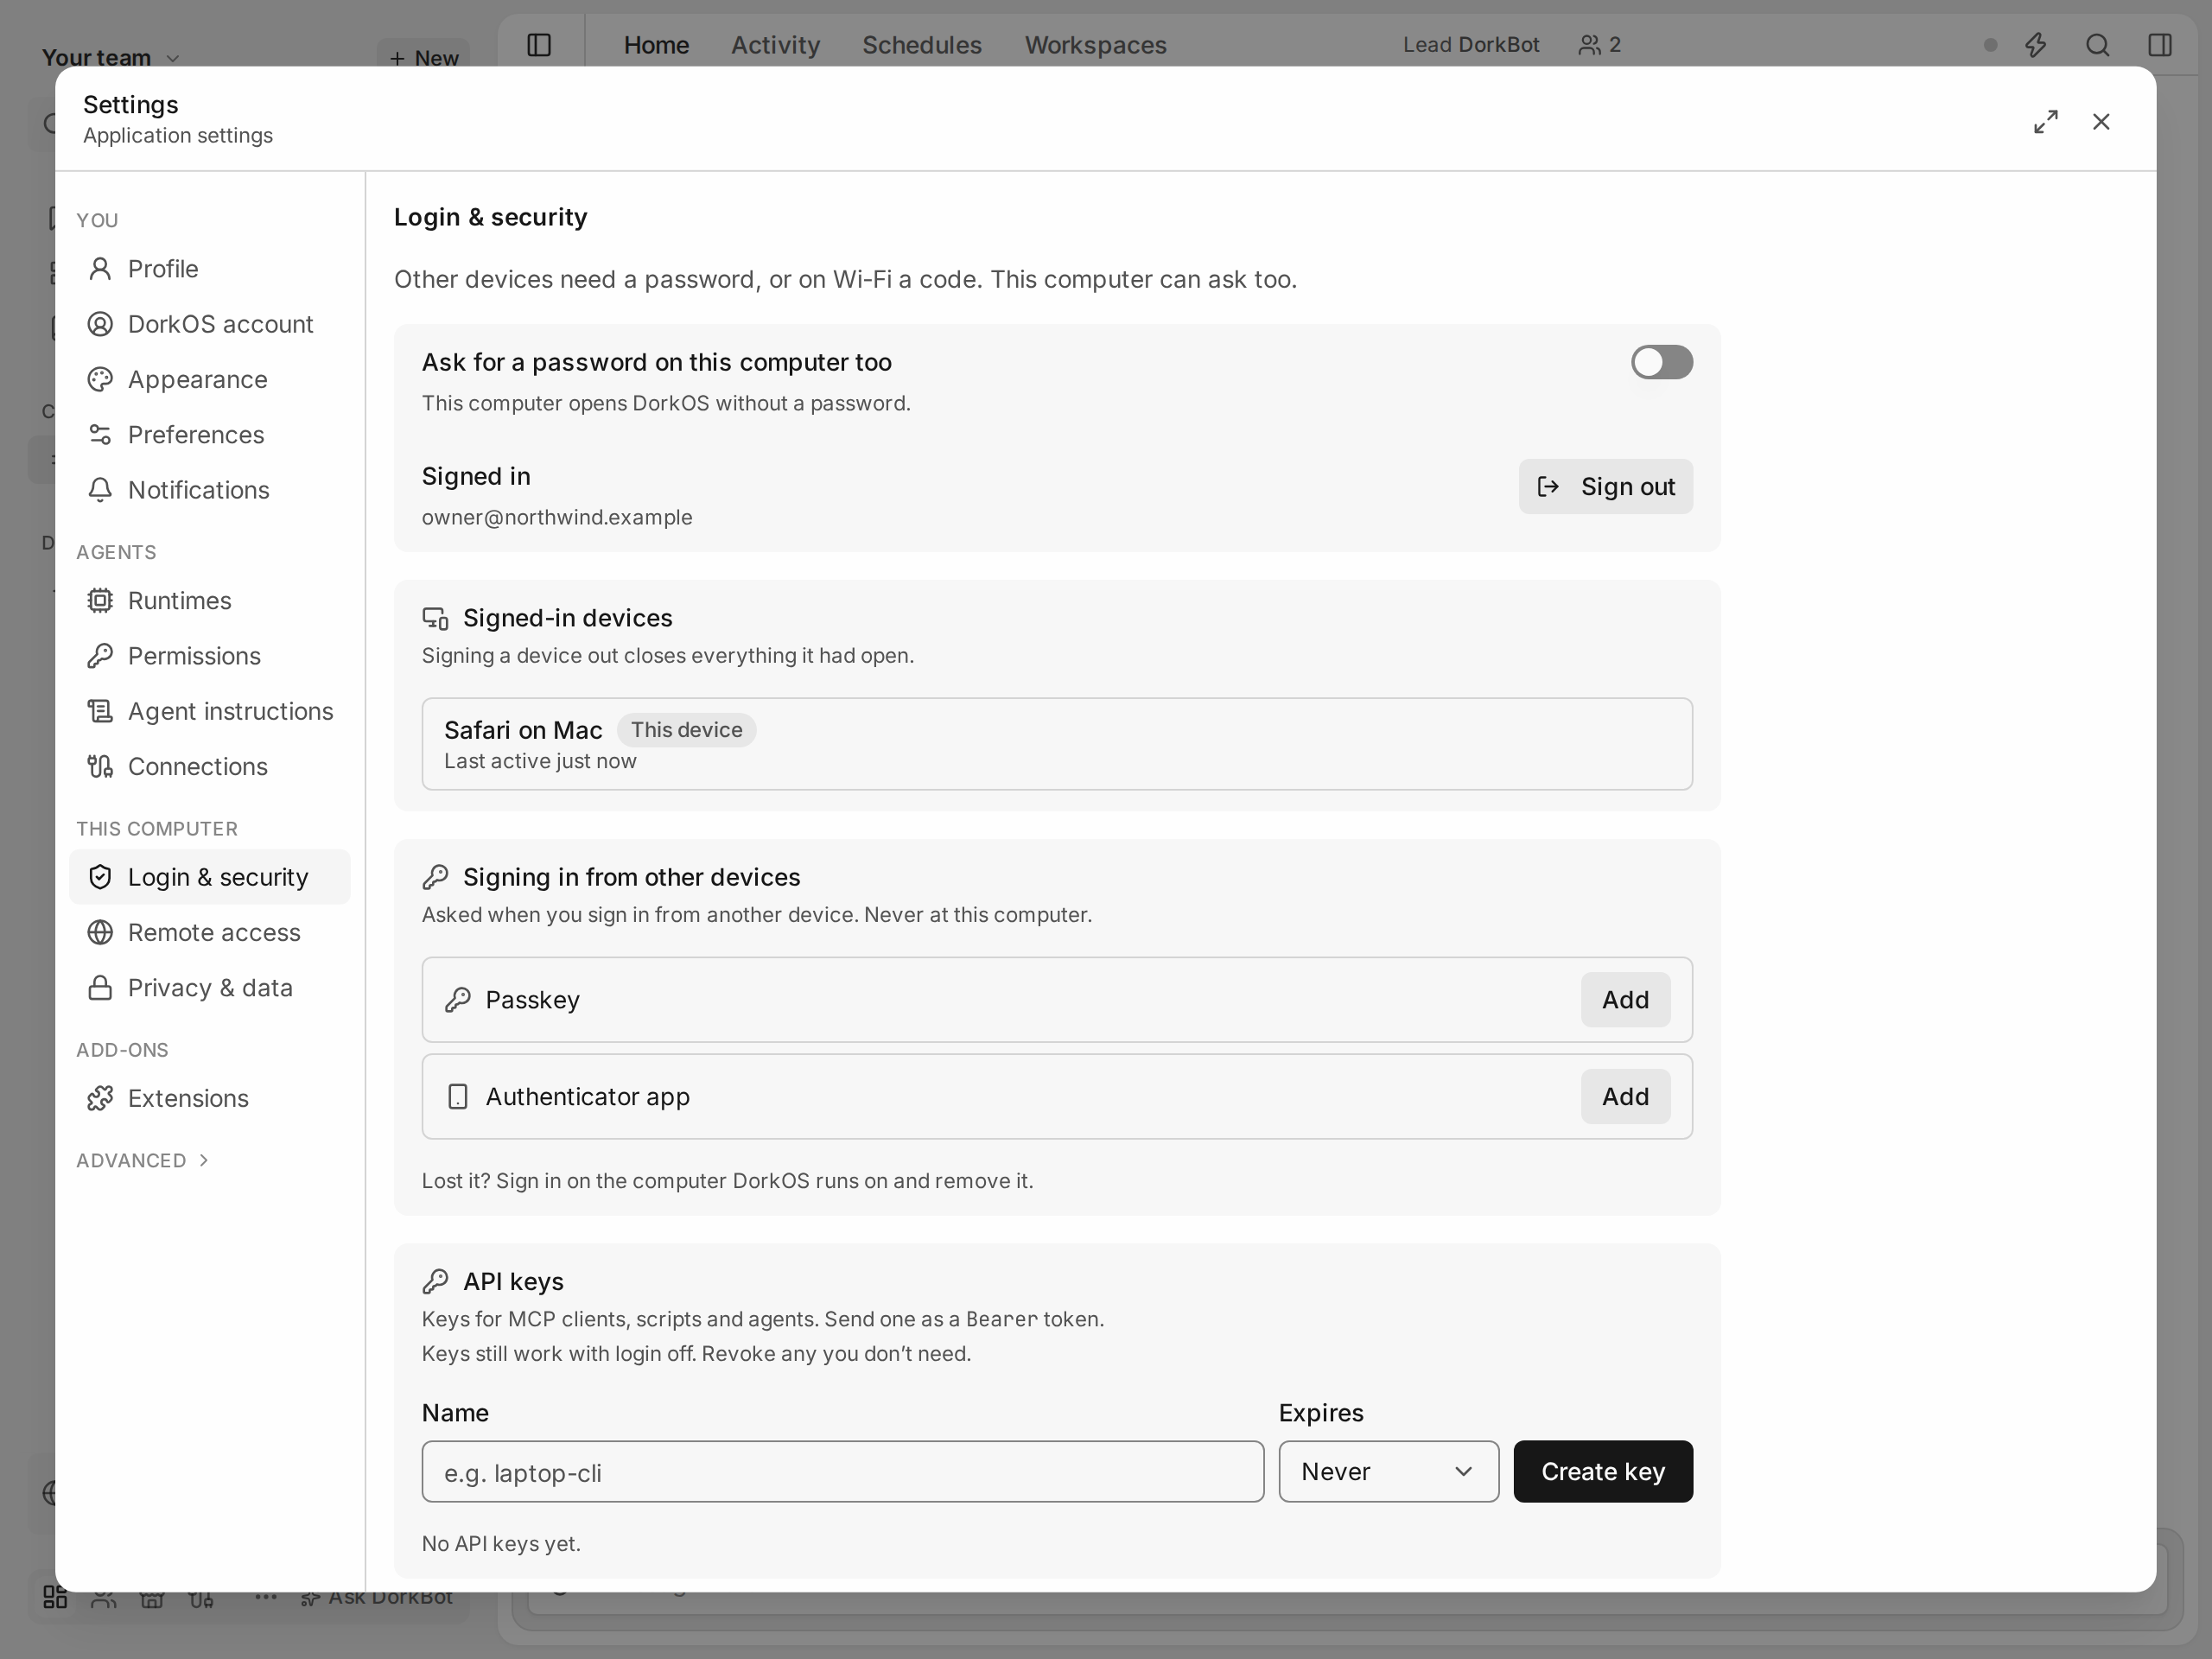 Your team
New
Home
Activity
Schedules
Workspaces
Lead DorkBot
2
Settings
Application settings
YOU
Profile
DorkOS account
Appearance
Preferences
Notifications
AGENTS
Runtimes
Permissions
Agent instructions
Connections
THIS COMPUTER
Login & security
Remote access
Privacy & data
ADD-ONS
Extensions
ADVANCED
Login & security
Other devices need a password, or on Wi-Fi a code. This computer can ask too.
Ask for a password on this computer too
This computer opens DorkOS without a password.
Signed in
owner@northwind.example
Sign out
Signed-in devices
Signing a device out closes everything it had open.
Safari on Mac
This device
Last active just now
Signing in from other devices
Asked when you sign in from another device. Never at this computer.
Passkey
Add
Authenticator app
Add
Lost it? Sign in on the computer DorkOS runs on and remove it.
API keys
Keys for MCP clients, scripts and agents. Send one as a Bearer token.
Keys still work with login off. Revoke any you don’t need.
Name
Expires
e.g. laptop-cli
Never
Create key
No API keys yet.
Ask DorkBot